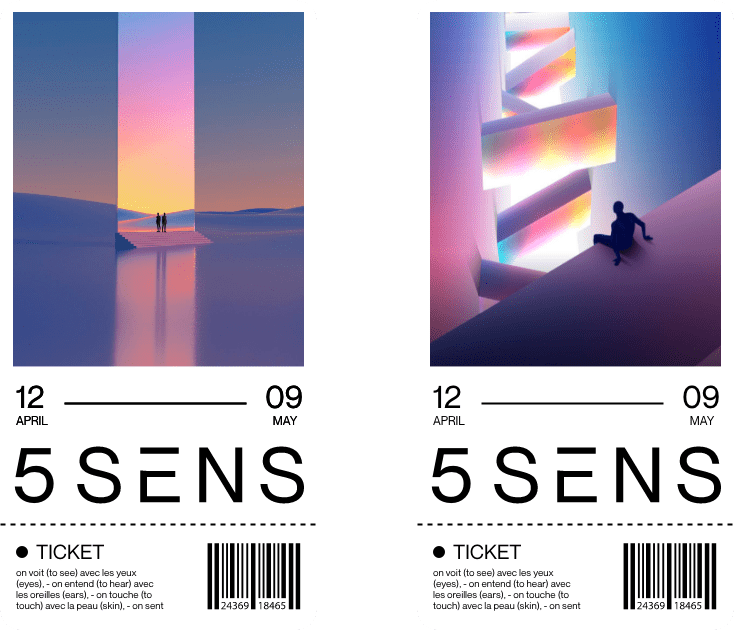 12 09
APRIL MAY
5 SENS
TICKET
on voit (to see) avec les yeux
(eyes), - on entend (to hear) avec
les oreilles (ears), - on touche (to
touch) avec la peau (skin), - on sent
24369 18465
12 09
APRIL MAY
5 SENS
TICKET
on voit (to see) avec les yeux
(eyes), - on entend (to hear) avec
les oreilles (ears), - on touche (to
touch) avec la peau (skin), - on sent
24369 18465